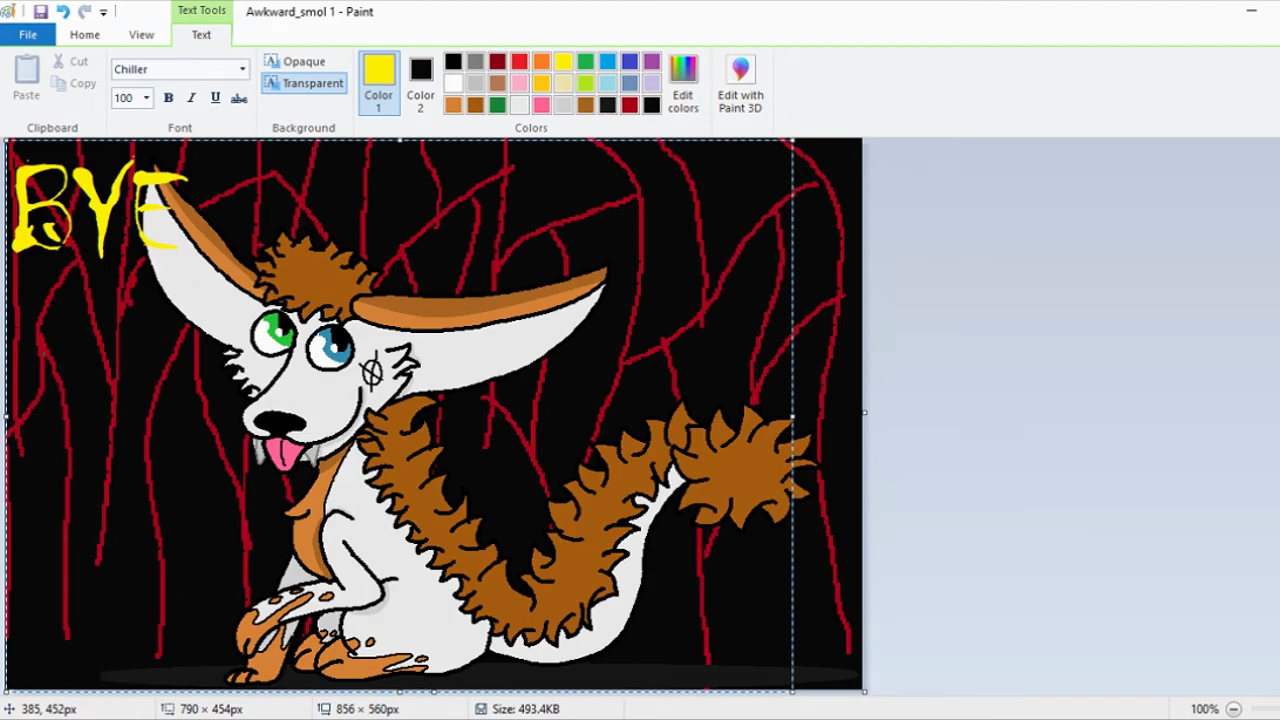 Text Tools
Awkward_smol 1 - Paint
File
Home
View
Text
Paste
Cut
Copy
Clipboard
Chiller
100
B
I
U
abc
Font
A Opaque
A Transparent
Background
Color
1
Color
2
Edit
colors
Edit with
Paint 3D
Colors
BYE
385, 452px
790 × 454px
856 × 560px
Size: 493.4KB
100%